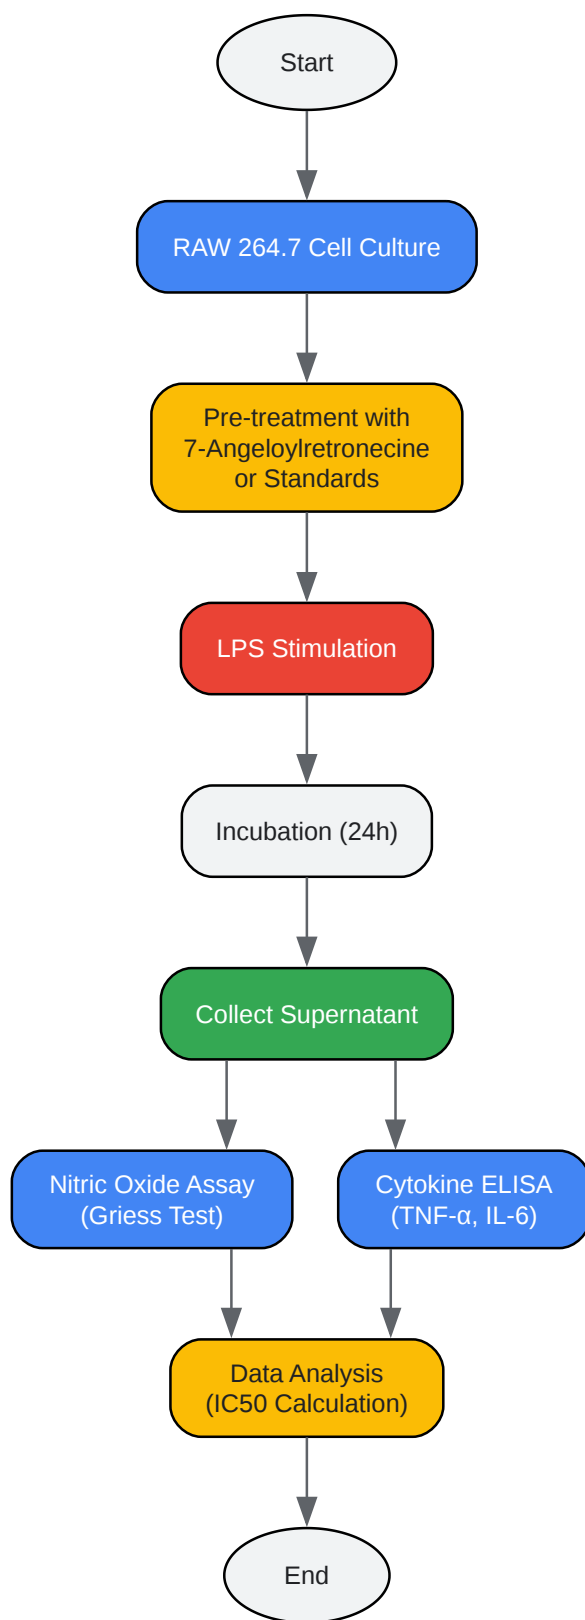 Start
RAW 264.7 Cell Culture
Pre-treatment with
7-Angeloylretronecine
or Standards
LPS Stimulation
Incubation (24h)
Collect Supernatant
Nitric Oxide Assay
(Griess Test)
Cytokine ELISA
(TNF-α, IL-6)
Data Analysis
(IC50 Calculation)
End